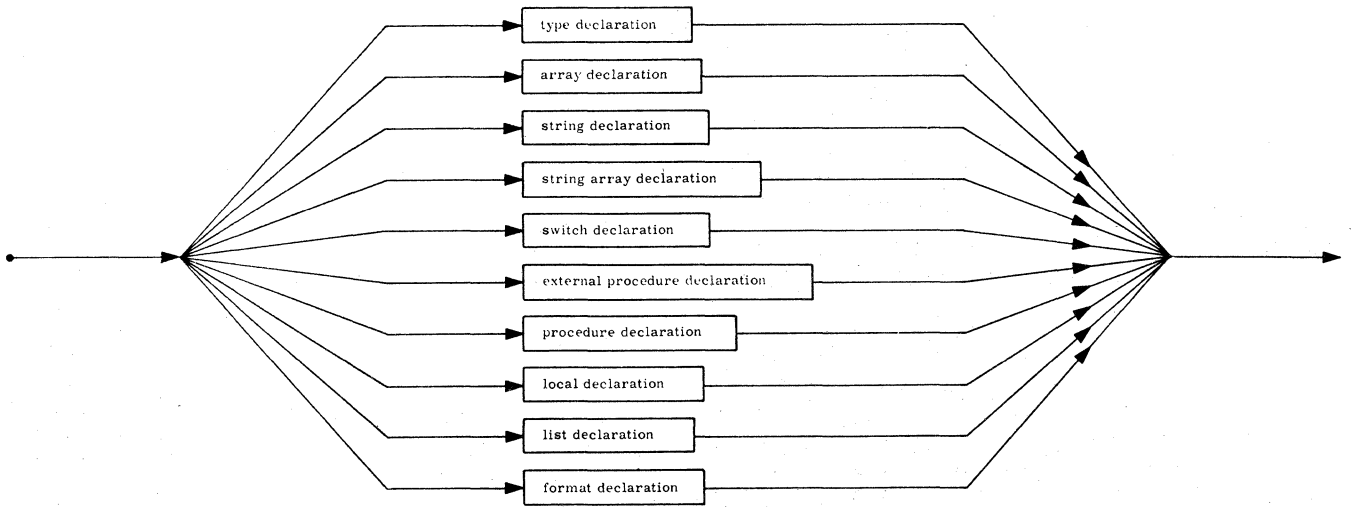 type declaration
array declaration
string declaration
string array declaration
switch declaration
external procedure declaration
procedure declaration
local declaration
list declaration
format declaration